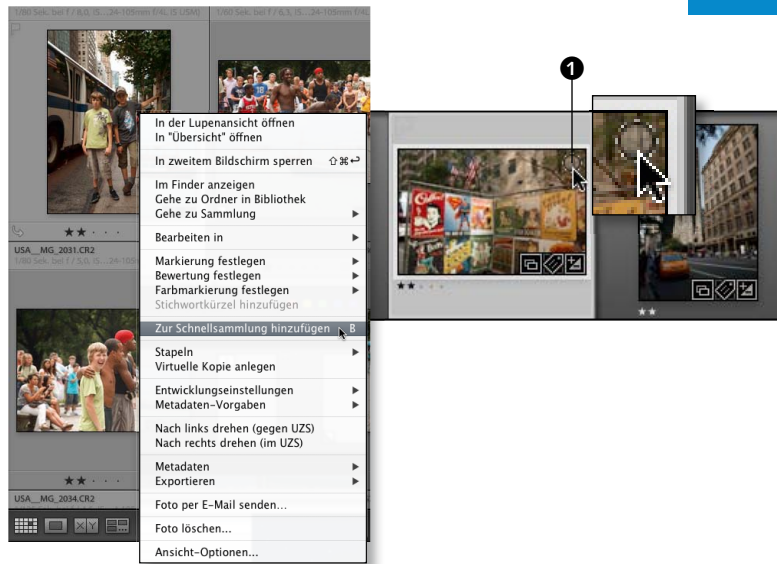 1/80 Sek. bei f / 8,0, IS...24-105mm f/4L IS USM)
1/60 Sek. bei f / 6,3, IS...24-105mm f/4L
In der Lupenansicht öffnen
In "Übersicht" öffnen
In zweitem Bildschirm sperren ⇧⌘↩
Im Finder anzeigen
Gehe zu Ordner in Bibliothek
Gehe zu Sammlung ▶
Bearbeiten in ▶
Markierung festlegen ▶
Bewertung festlegen ▶
Farbmarkierung festlegen ▶
Stichwortkürzel hinzufügen
Zur Schnellsammlung hinzufügen B
Stapeln ▶
Virtuelle Kopie anlegen
Entwicklungseinstellungen ▶
Metadaten-Vorgaben ▶
Nach links drehen (gegen UZS)
Nach rechts drehen (im UZS)
Metadaten ▶
Exportieren ▶
Foto per E-Mail senden...
Foto löschen...
Ansicht-Optionen...
USA__MG_2031.CR2
1/80 Sek. bei f / 5,0, IS...24-105
USA__MG_2034.CR2
X Y
1